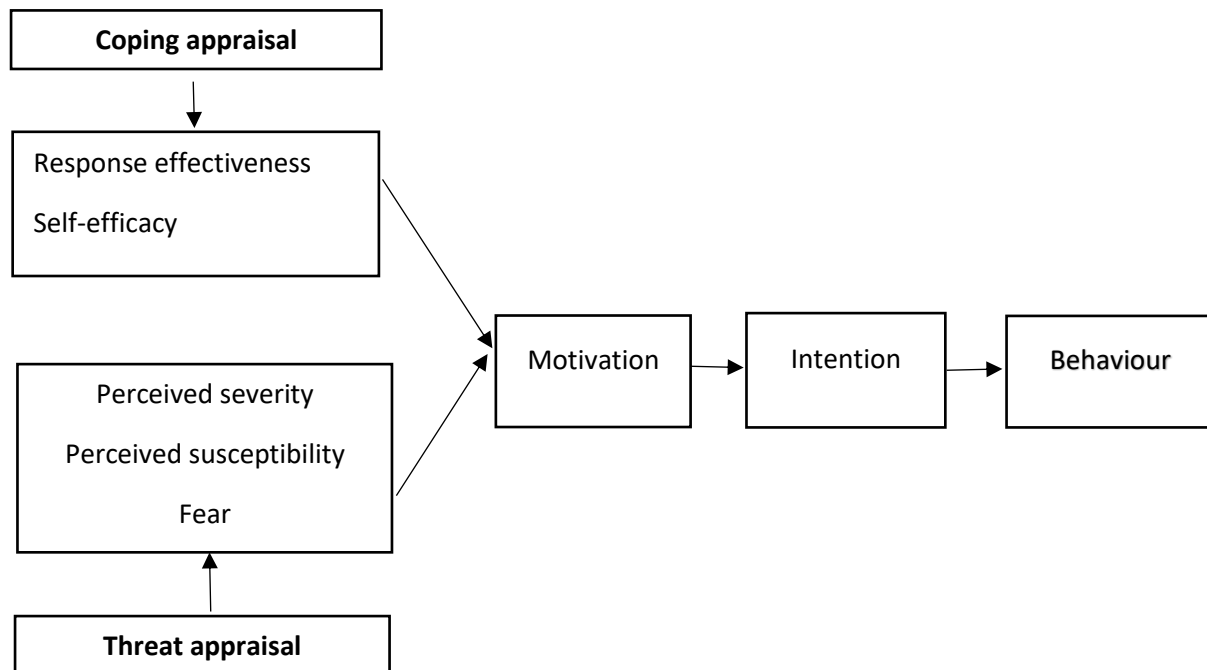 Coping appraisal
Response effectiveness
Self-efficacy
Perceived severity
Perceived susceptibility
Fear
Threat appraisal
Motivation
Intention
Behaviour